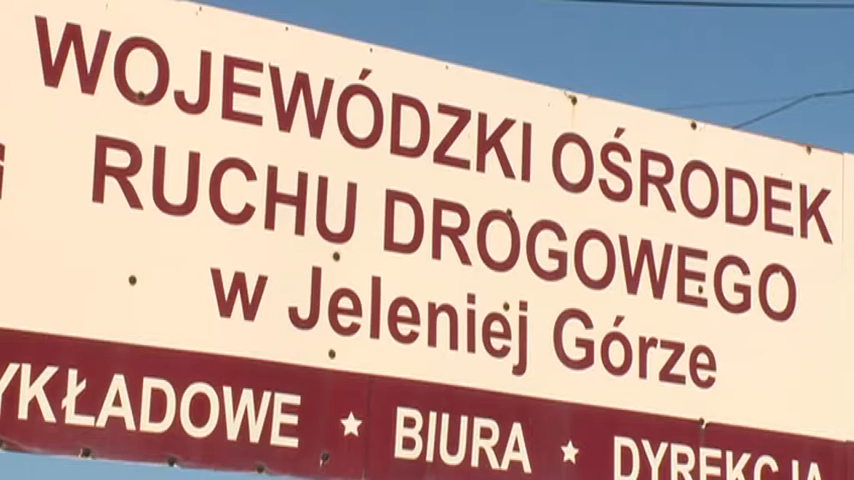 WOJEWÓDZKI OŚRODEK
RUCHU DROGOWEGO
w Jeleniej Górze
YKŁADOWE ★ BIURA ★ DYREKCJA